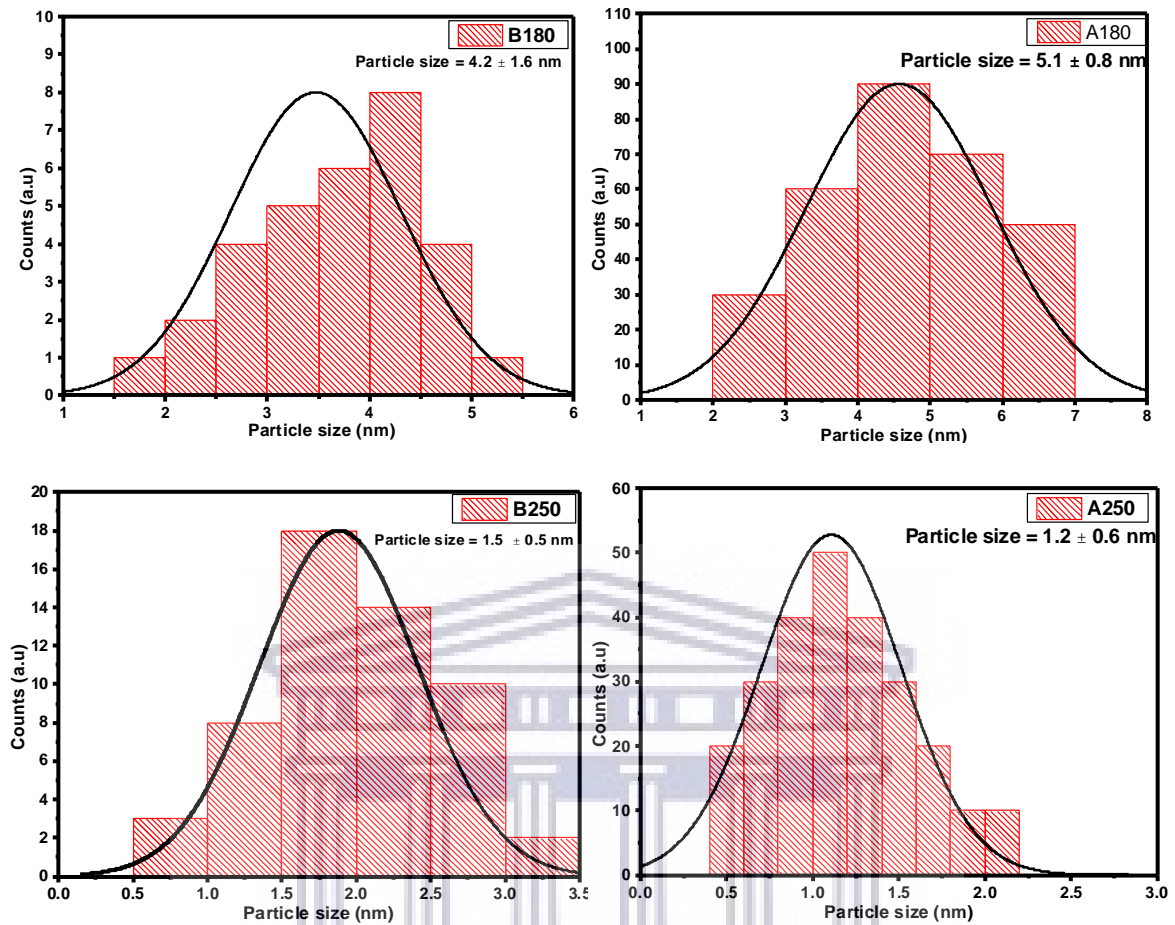 B180
Particle size = 4.2 ± 1.6 nm
Counts (a.u)
10
9
8
7
6
5
4
3
2
1
0
1 2 3 4 5 6
Particle size (nm)
A180
Particle size = 5.1 ± 0.8 nm
Counts (a.u)
110
100
90
80
70
60
50
40
30
20
10
0
1 2 3 4 5 6 7 8
Particle size (nm)
B250
Particle size = 1.5 ± 0.5 nm
Counts (a.u)
20
18
16
14
12
10
8
6
4
2
0
0.0 0.5 1.0 1.5 2.0 2.5 3.0 3.5
Particle size (nm)
A250
Particle size = 1.2 ± 0.6 nm
Counts (a.u)
60
50
40
30
20
10
0
0.0 0.5 1.0 1.5 2.0 2.5 3.0
Particle size (nm)